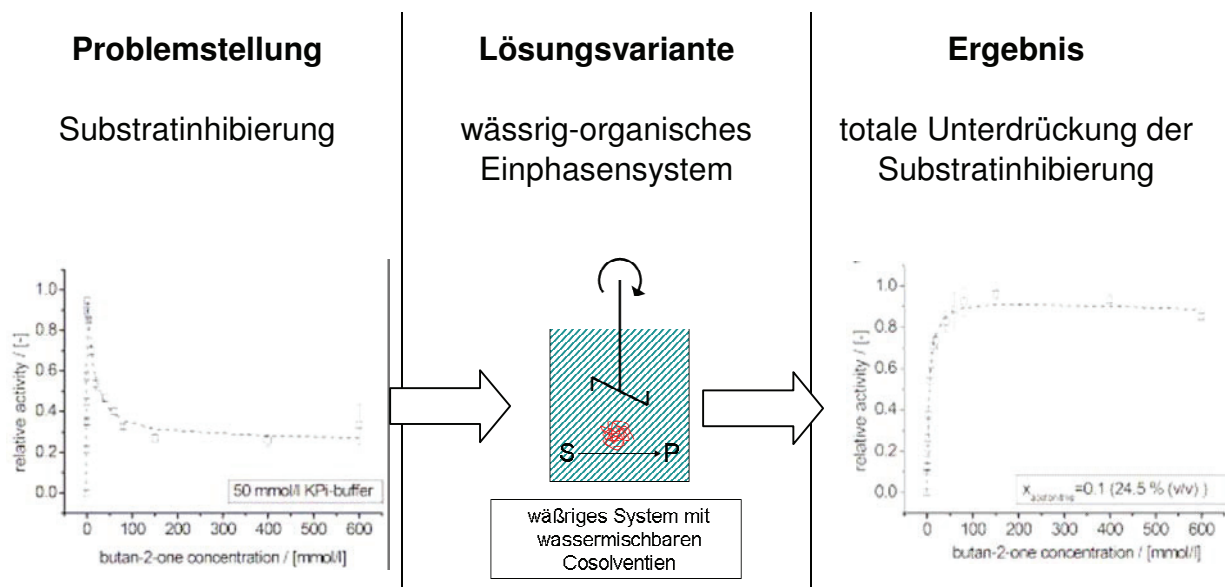 Problemstellung
Substratinhibierung
relative activity / [-]
1.0
0.8
0.6
0.4
0.2
0.0
0
100
200
300
400
500
600
50 mmol/l KPi-buffer
butan-2-one concentration / [mmol/l]
Lösungsvariante
wässrig-organisches
Einphasensystem
S
P
wäßriges System mit
wassermischbaren
Cosolventien
Ergebnis
totale Unterdrückung der
Substratinhibierung
relative activity / [-]
1.0
0.8
0.6
0.4
0.2
0.0
0
100
200
300
400
500
600
x =0.1 (24.5 % (v/v) )
butan-2-one concentration / [mmol/l]